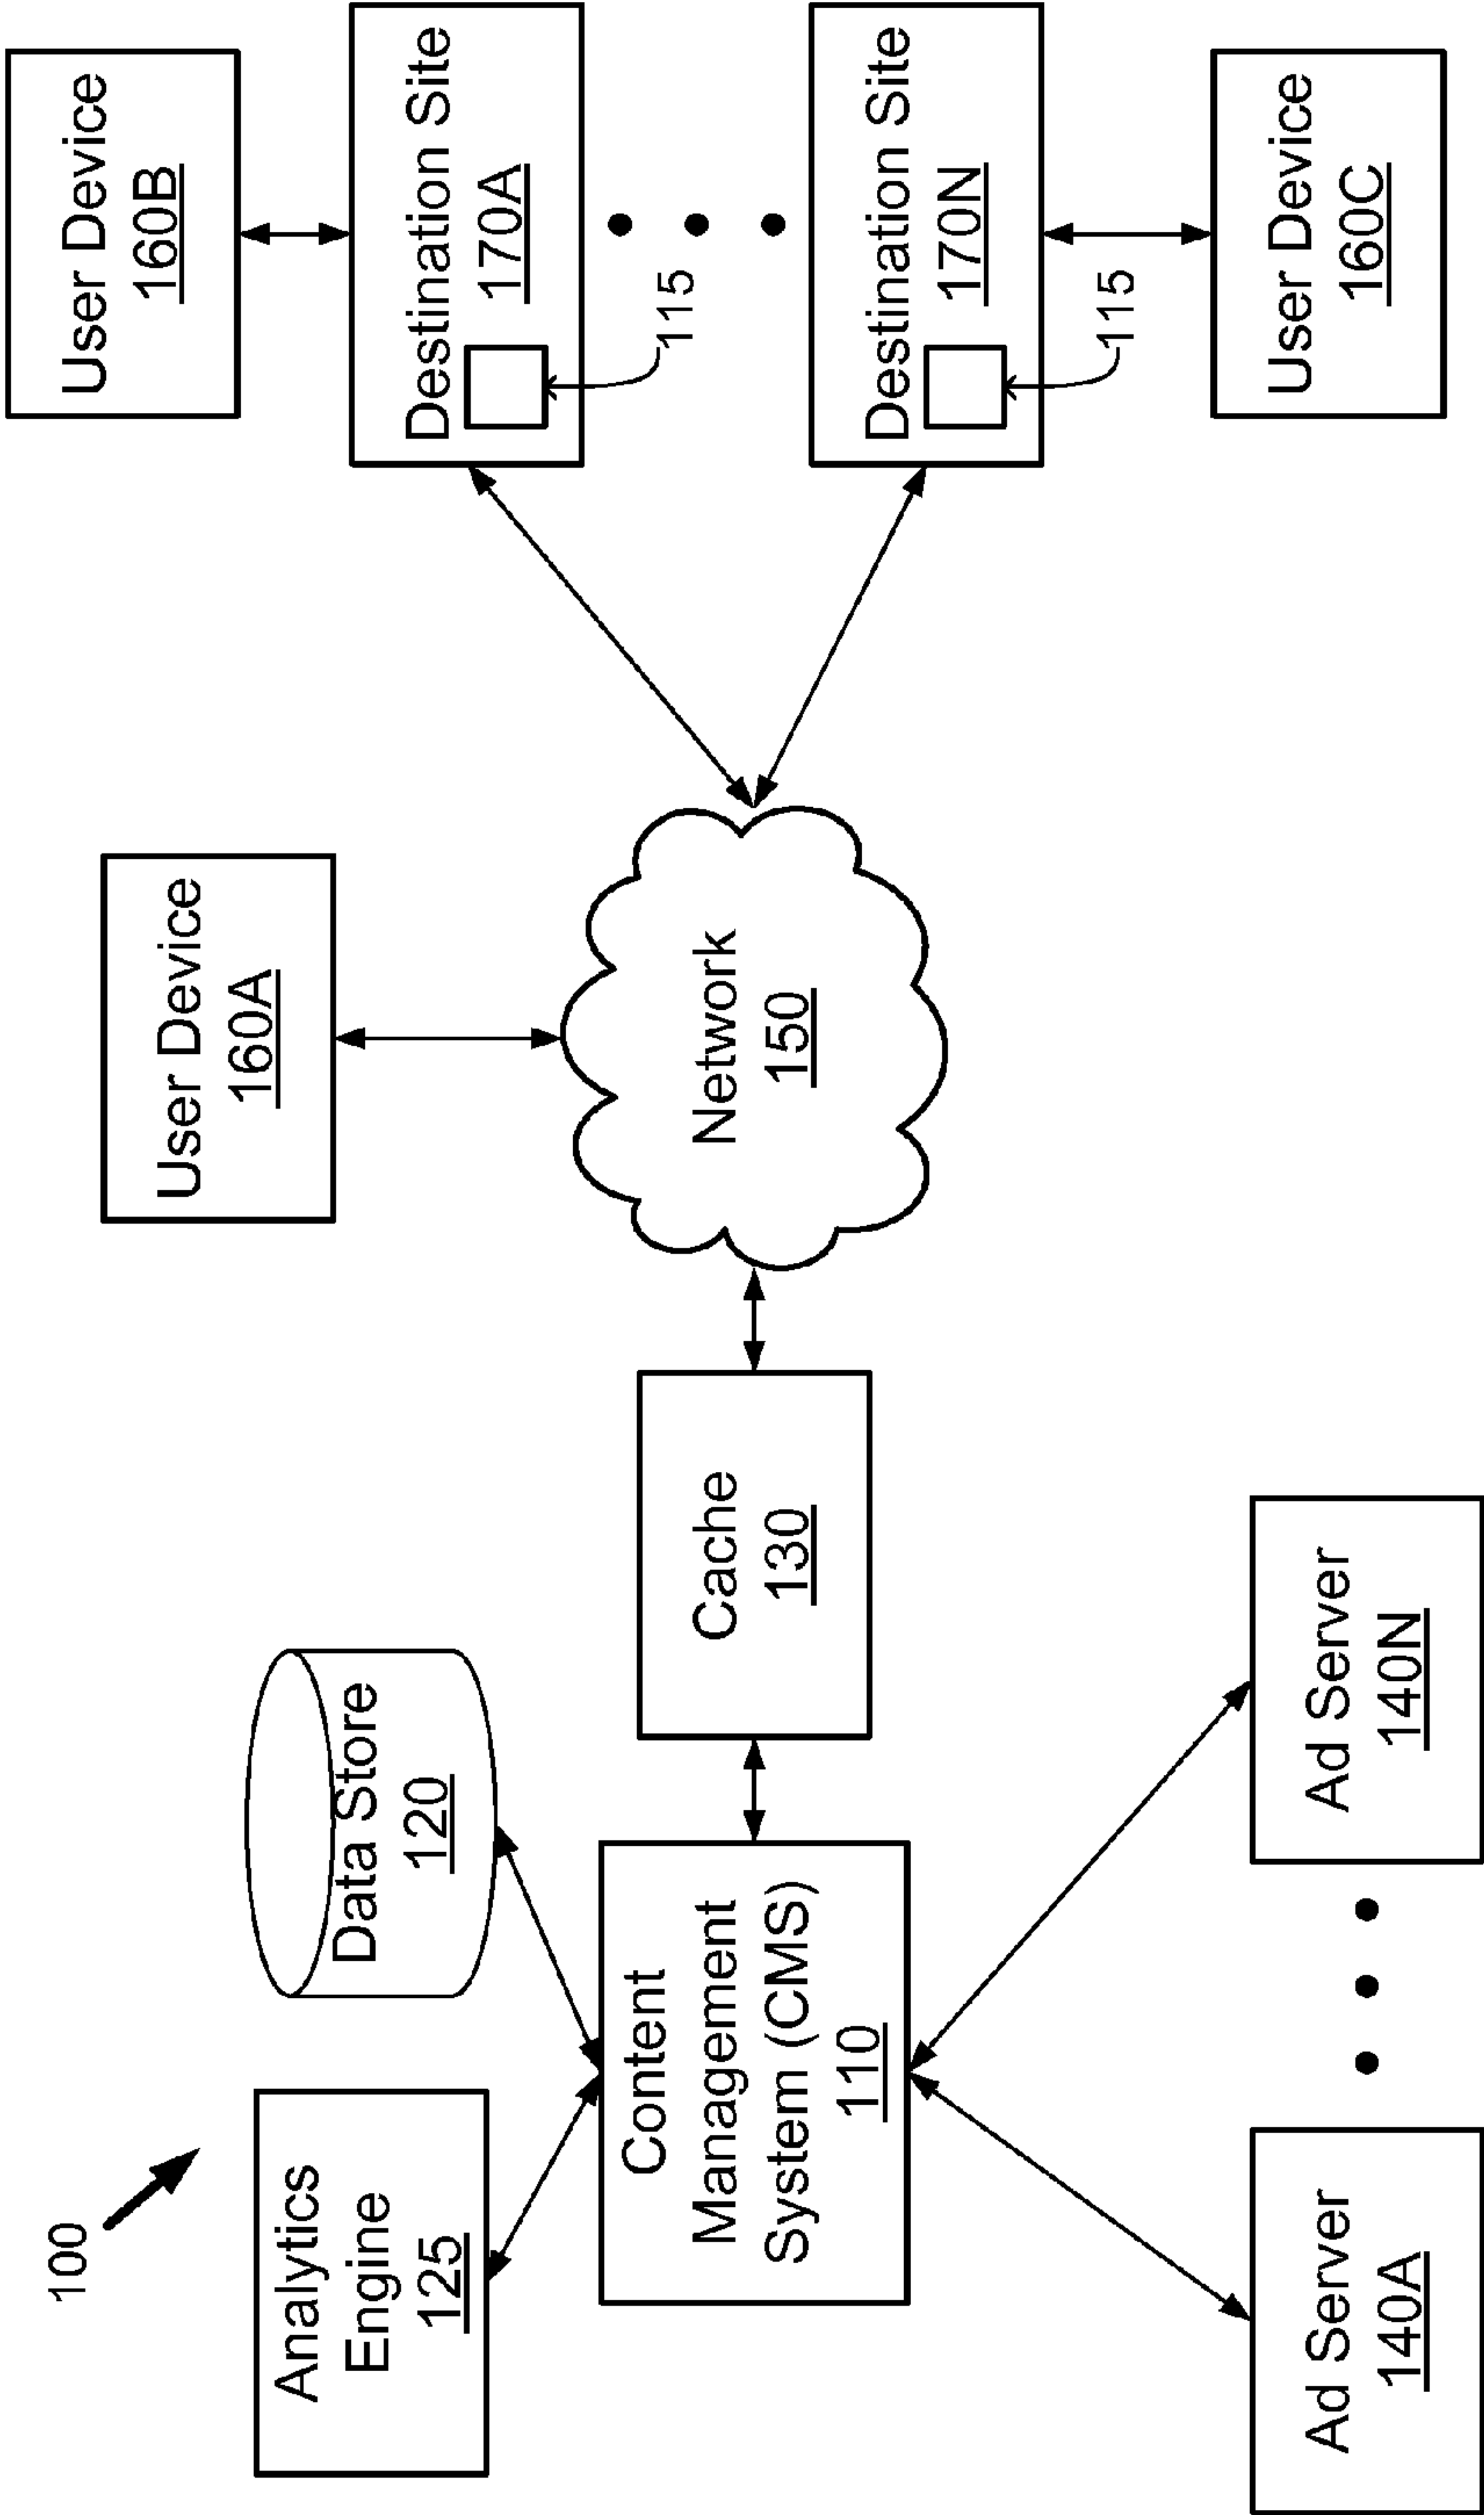 100
Analytics
Engine
125
Data Store
120
Content
Management
System (CMS)
110
Cache
130
Ad Server
140A
Ad Server
140N
User Device
160A
Network
150
User Device
160B
Destination Site
170A
115
Destination Site
170N
115
User Device
160C